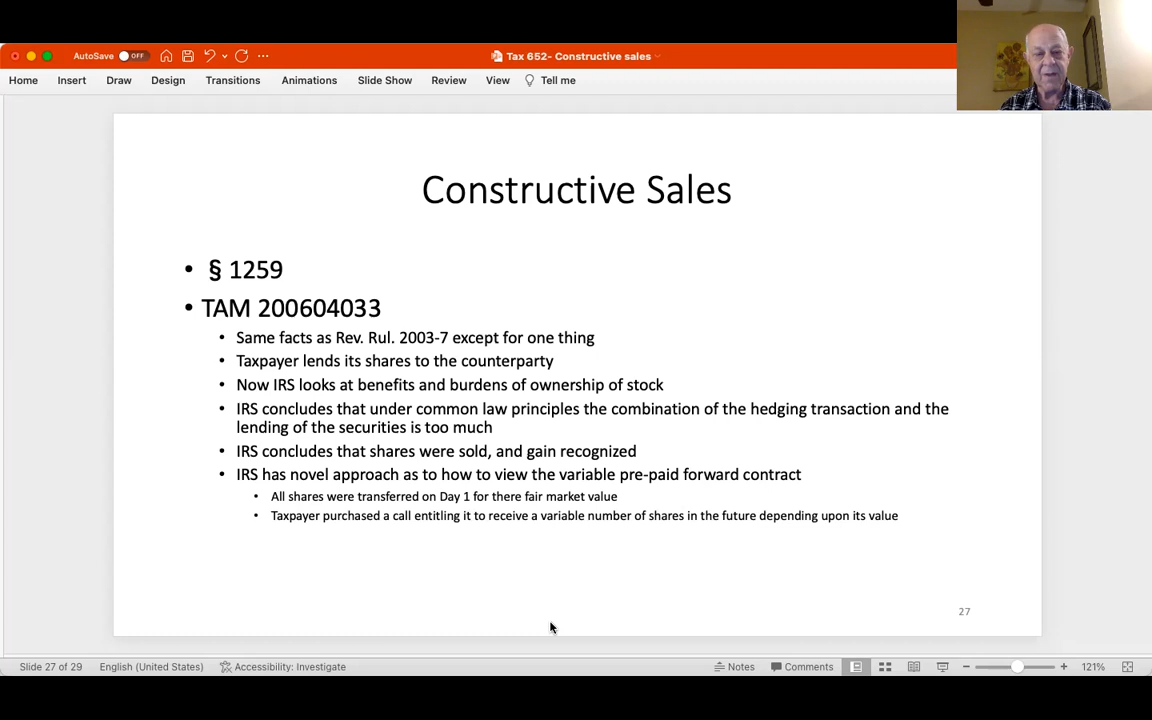 AutoSave OFF
Tax 652- Constructive sales
Home Insert Draw Design Transitions Animations Slide Show Review View Tell me
Constructive Sales
• § 1259
• TAM 200604033
• Same facts as Rev. Rul. 2003-7 except for one thing
• Taxpayer lends its shares to the counterparty
• Now IRS looks at benefits and burdens of ownership of stock
• IRS concludes that under common law principles the combination of the hedging transaction and the
lending of the securities is too much
• IRS concludes that shares were sold, and gain recognized
• IRS has novel approach as to how to view the variable pre-paid forward contract
• All shares were transferred on Day 1 for there fair market value
• Taxpayer purchased a call entitling it to receive a variable number of shares in the future depending upon its value
27
Slide 27 of 29 English (United States) Accessibility: Investigate Notes Comments 121%